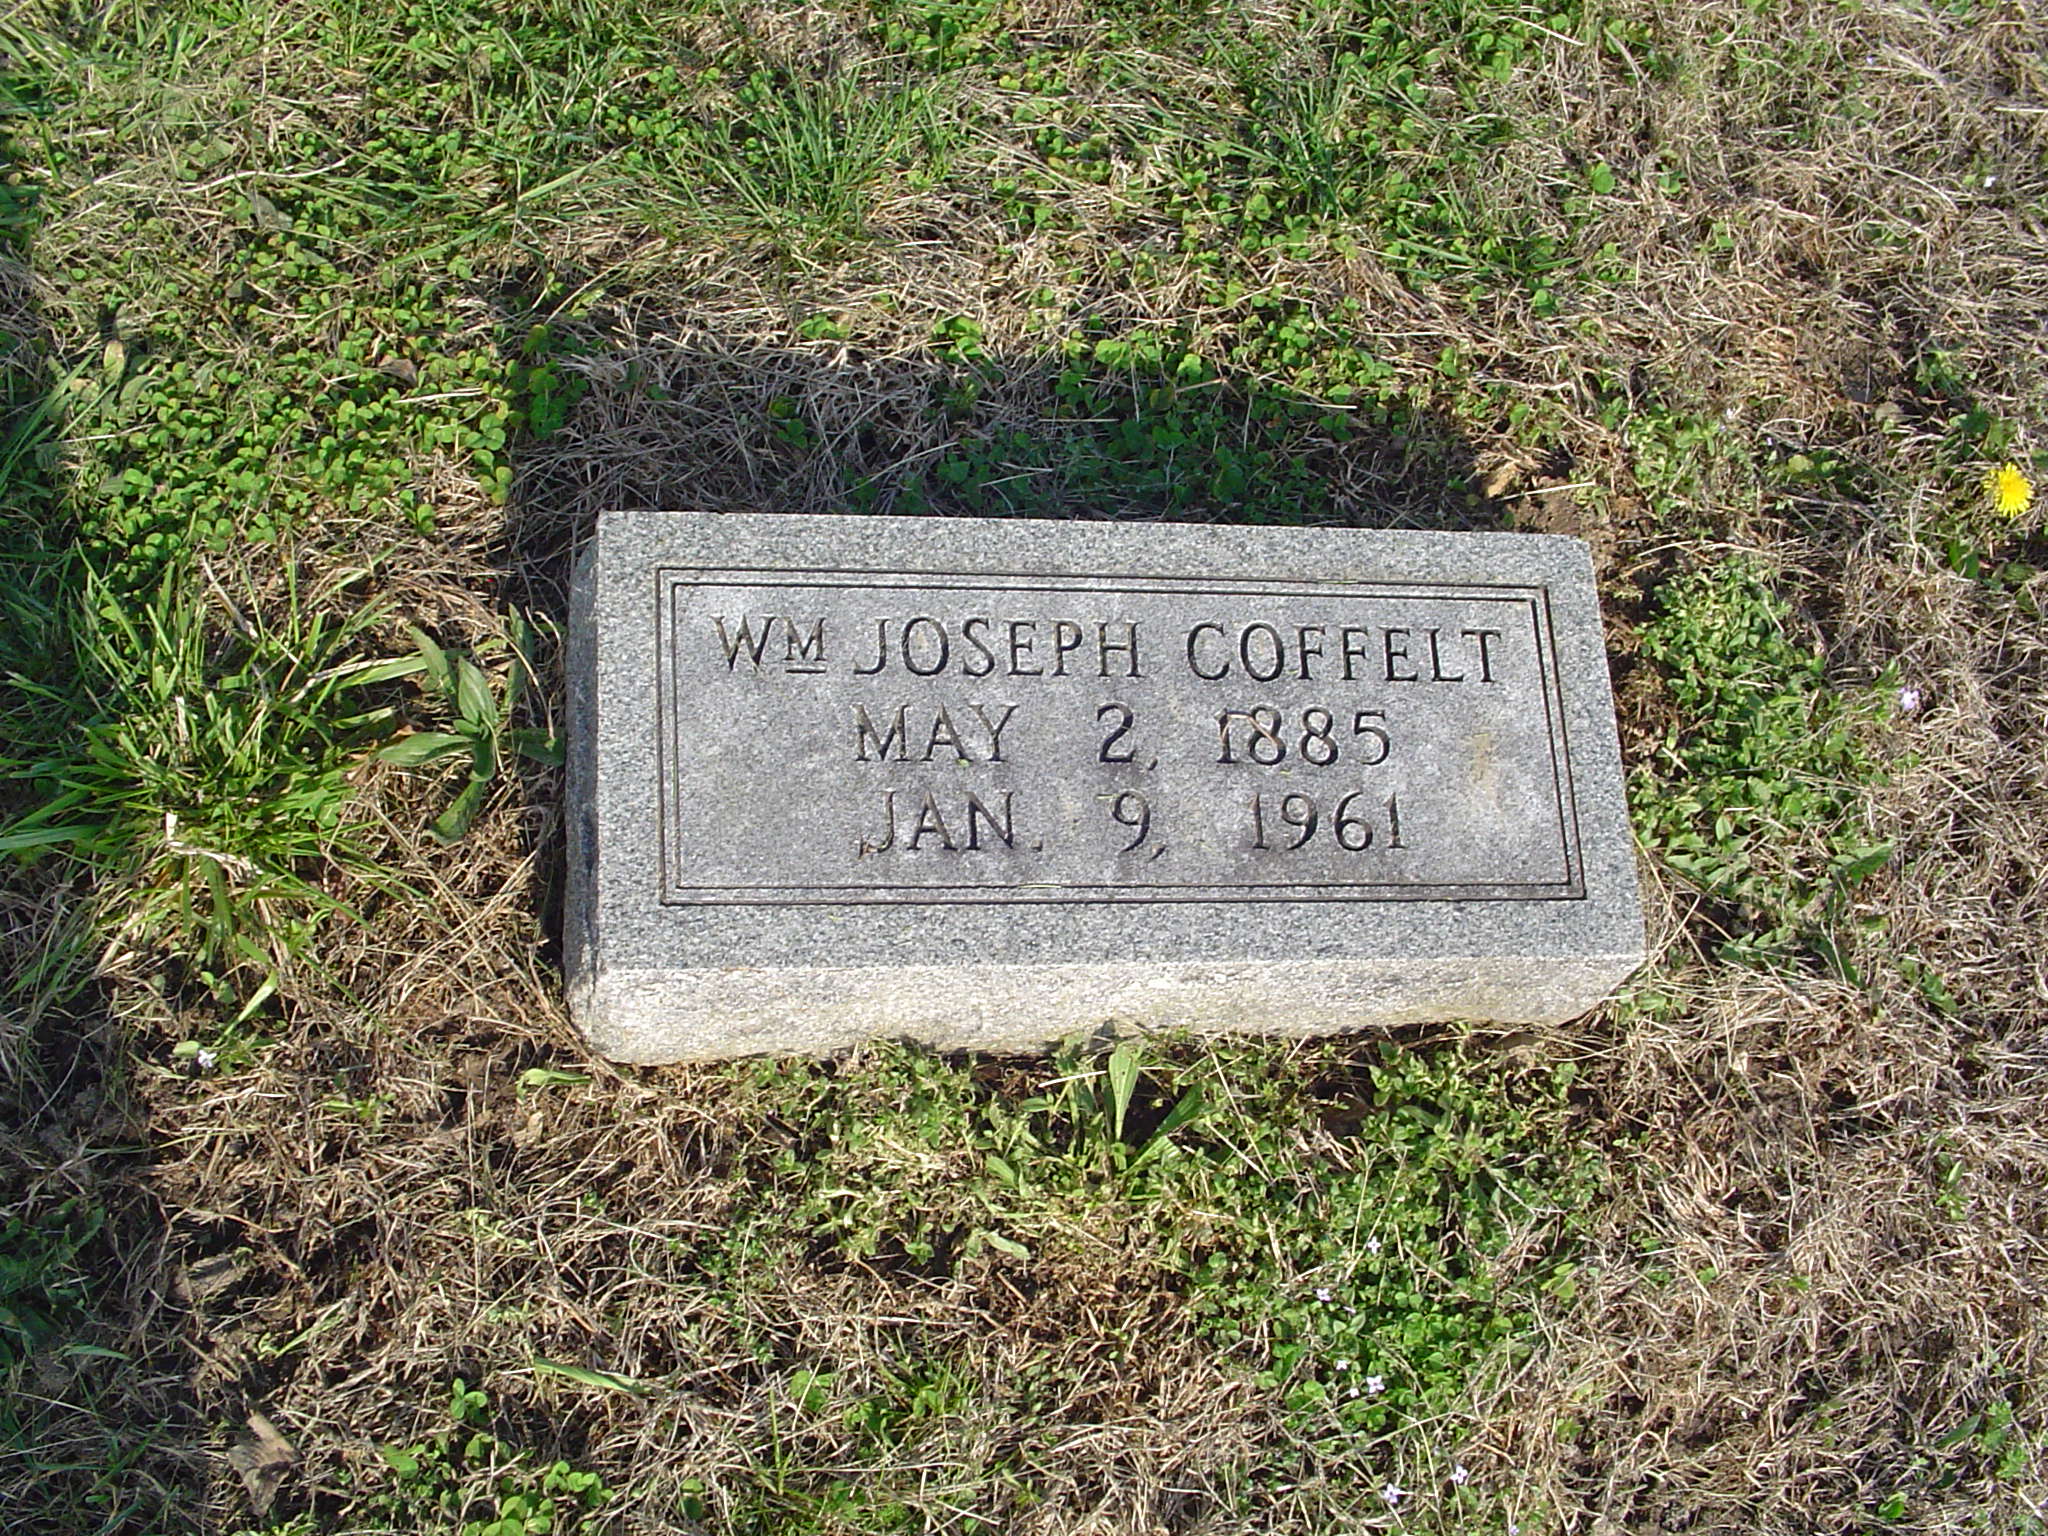 WM JOSEPH COFFELT
MAY 2, 1885
JAN. 9, 1961